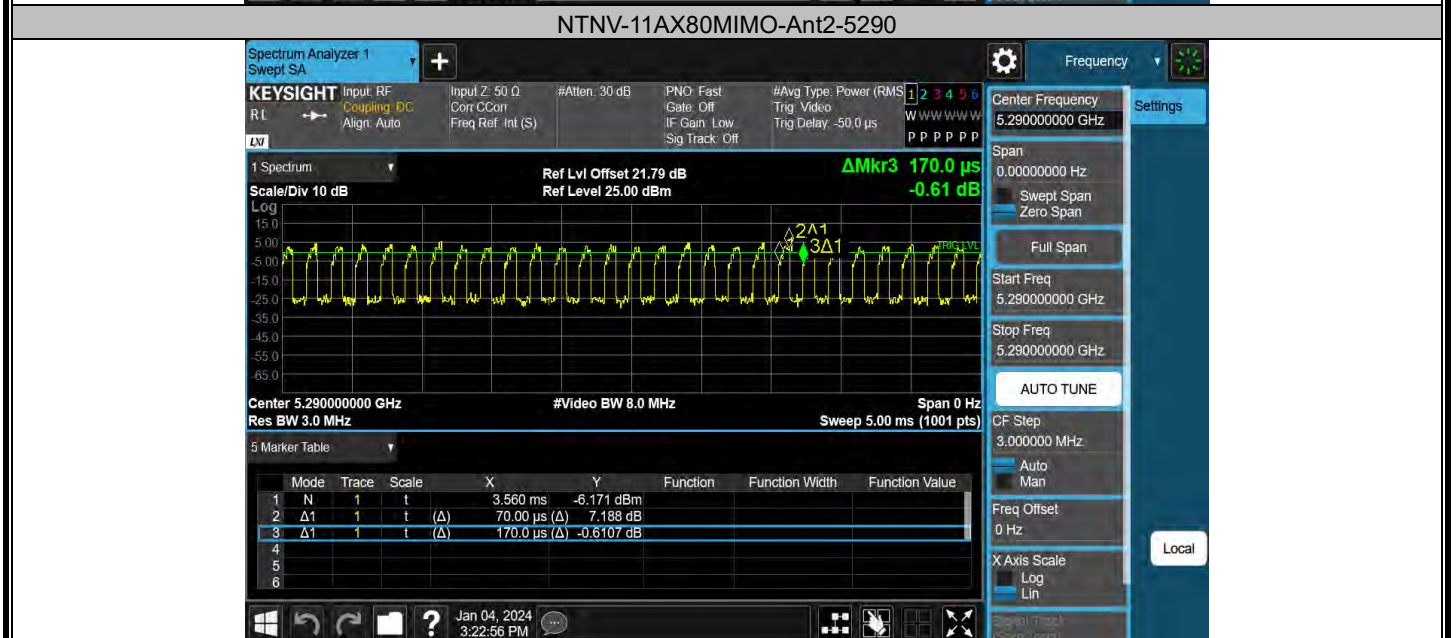 NTNV-11AX80MIMO-Ant2-5290
Spectrum Analyzer 1
Swept SA
+
Frequency
KEYSIGHT
RL
LXI
Input: RF
Coupling: DC
Align: Auto
Input Z: 50 Ω
Corr CCorr
Freq Ref: Int (S)
#Atten: 30 dB
PNO: Fast
Gate: Off
IF Gain: Low
Sig Track: Off
#Avg Type: Power (RMS
Trig: Video
Trig Delay: -50.0 µs
1 2 3 4 5 6
W W W W W W
P P P P P P
Center Frequency
5.290000000 GHz
Settings
Span
0.00000000 Hz
Swept Span
Zero Span
Full Span
Start Freq
5.290000000 GHz
Stop Freq
5.290000000 GHz
AUTO TUNE
CF Step
3.000000 MHz
Auto
Man
Freq Offset
0 Hz
X Axis Scale
Log
Lin
Local
1 Spectrum
Scale/Div 10 dB
Log
Ref Lvl Offset 21.79 dB
Ref Level 25.00 dBm
ΔMkr3 170.0 µs
-0.61 dB
15.0
5.00
-5.00
-15.0
-25.0
-35.0
-45.0
-55.0
-65.0
2Δ1
3Δ1
TRIG LVL
Center 5.290000000 GHz
#Video BW 8.0 MHz
Span 0 Hz
Res BW 3.0 MHz
Sweep 5.00 ms (1001 pts)
5 Marker Table
Mode Trace Scale X Y Function Function Width Function Value
1 N 1 t 3.560 ms -6.171 dBm
2 Δ1 1 t (Δ) 70.00 µs (Δ) 7.188 dB
3 Δ1 1 t (Δ) 170.0 µs (Δ) -0.6107 dB
4
5
6
?
Jan 04, 2024
3:22:56 PM